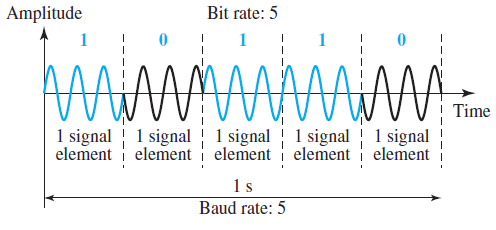 Amplitude
Bit rate: 5
1 0 1 1 0
Time
1 signal 1 signal 1 signal 1 signal 1 signal
element element element element element
1 s
Baud rate: 5